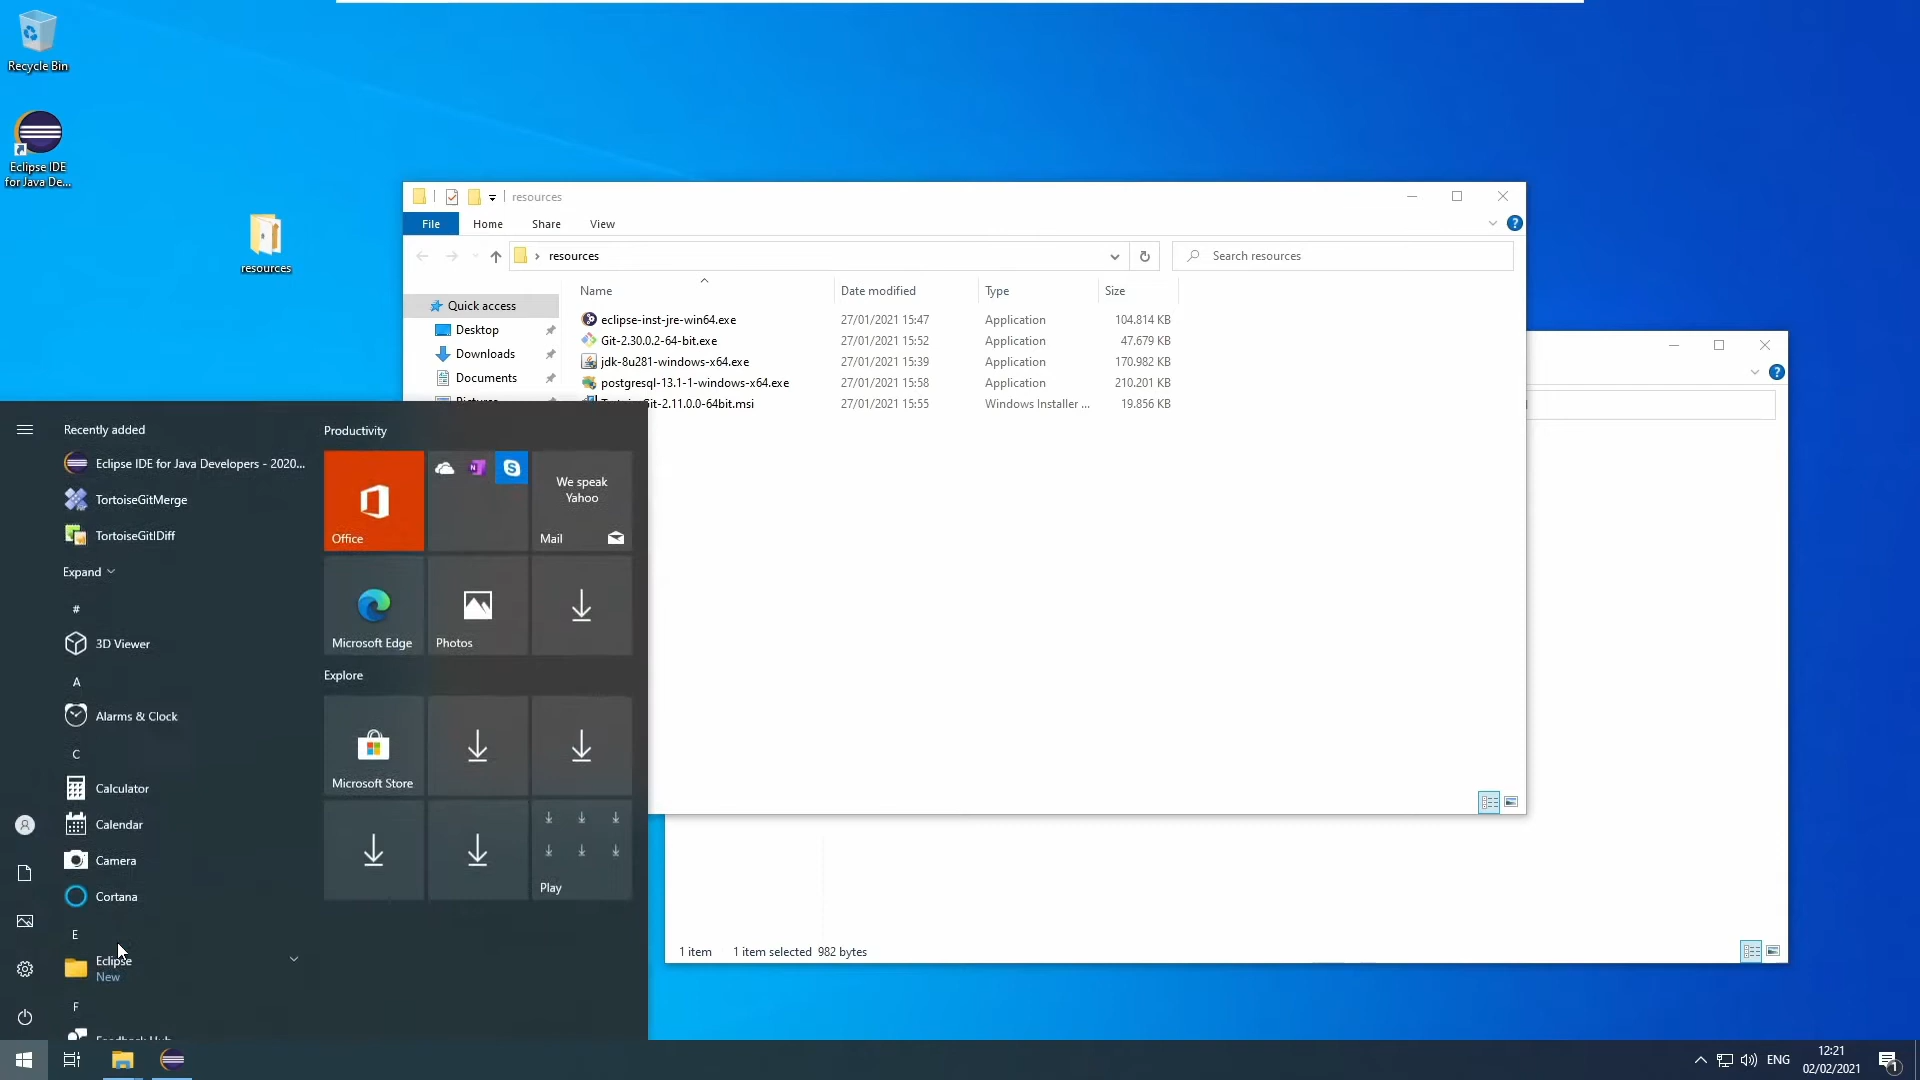 Recycle Bin
Eclipse IDE
for Java De...
resources
resources
File
Home
Share
View
resources
Search resources
Name
Date modified
Type
Size
Quick access
Desktop
Downloads
Documents
eclipse-inst-jre-win64.exe
27/01/2021 15:47
Application
104.814 KB
Git-2.30.0.2-64-bit.exe
27/01/2021 15:52
Application
47.679 KB
jdk-8u281-windows-x64.exe
27/01/2021 15:39
Application
170.982 KB
postgresql-13.1-1-windows-x64.exe
27/01/2021 15:58
Application
210.201 KB
Git-2.11.0.0-64bit.msi
27/01/2021 15:55
Windows Installer ...
19.856 KB
Recently added
Eclipse IDE for Java Developers - 2020...
TortoiseGitMerge
TortoiseGitIDiff
Expand
#
3D Viewer
A
Alarms & Clock
C
Calculator
Calendar
Camera
Cortana
E
Eclipse
New
F
Productivity
Office
We speak
Yahoo
Mail
Microsoft Edge
Photos
Explore
Microsoft Store
Play
1 item
1 item selected 982 bytes
ENG
12:21
02/02/2021
1